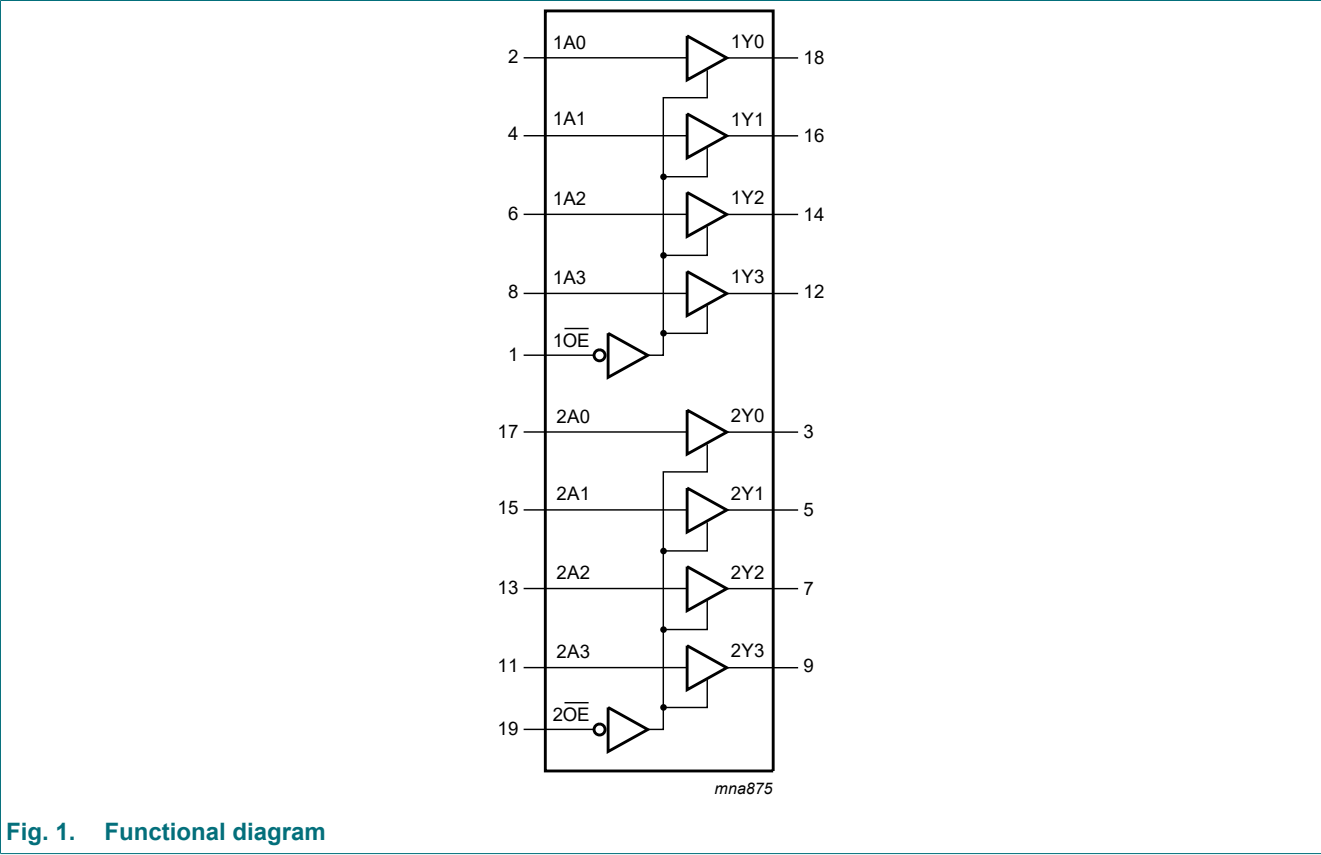 2 1A0 1Y0 18
4 1A1 1Y1 16
6 1A2 1Y2 14
8 1A3 1Y3 12
1 1O̅E̅
17 2A0 2Y0 3
15 2A1 2Y1 5
13 2A2 2Y2 7
11 2A3 2Y3 9
19 2O̅E̅
mna875
Fig. 1. Functional diagram